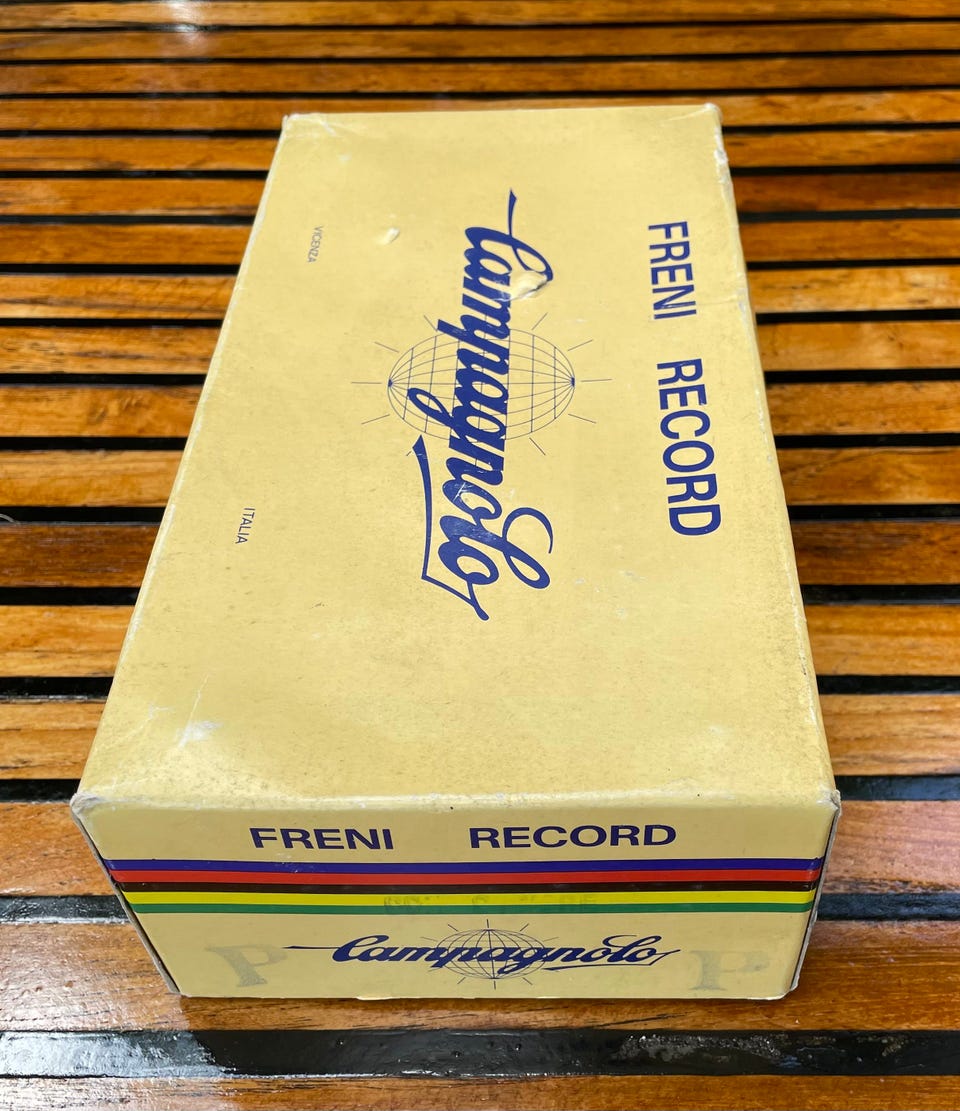 FRENI RECORD
Campagnolo
VICENZA ITALIA
FRENI RECORD
Campagnolo
P P